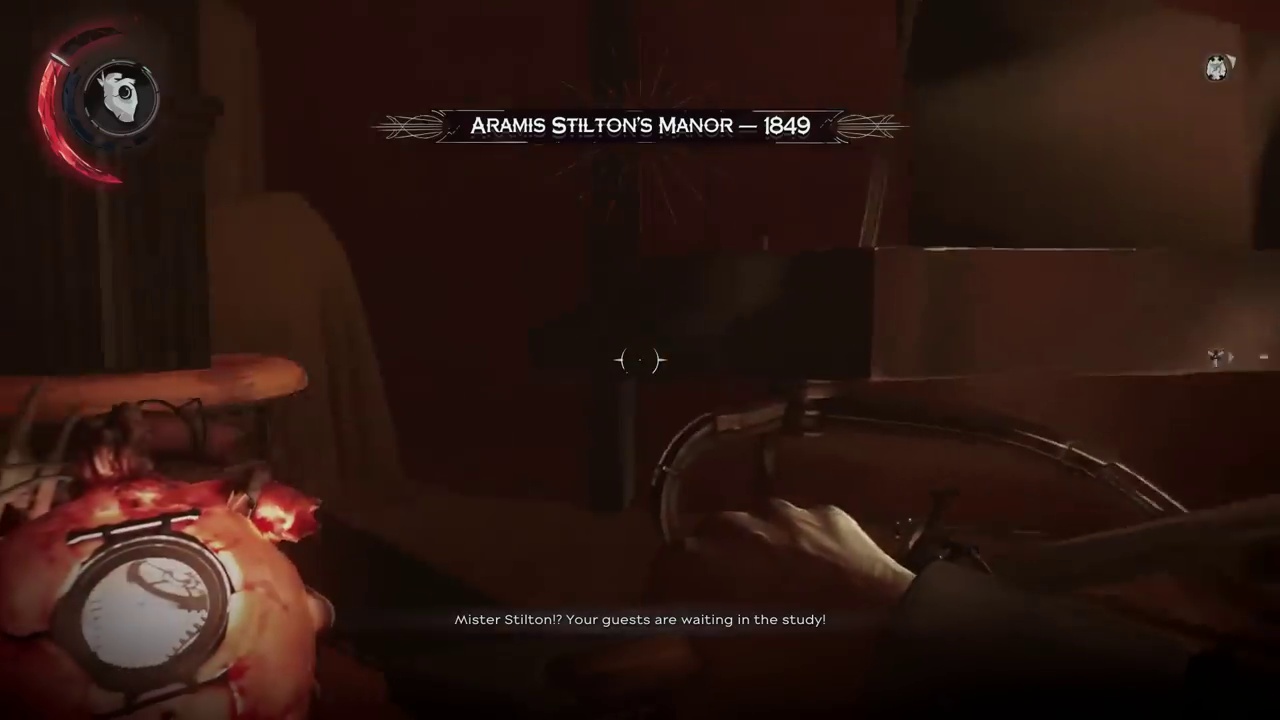 Aramis Stilton's Manor — 1849
Mister Stilton!? Your guests are waiting in the study!